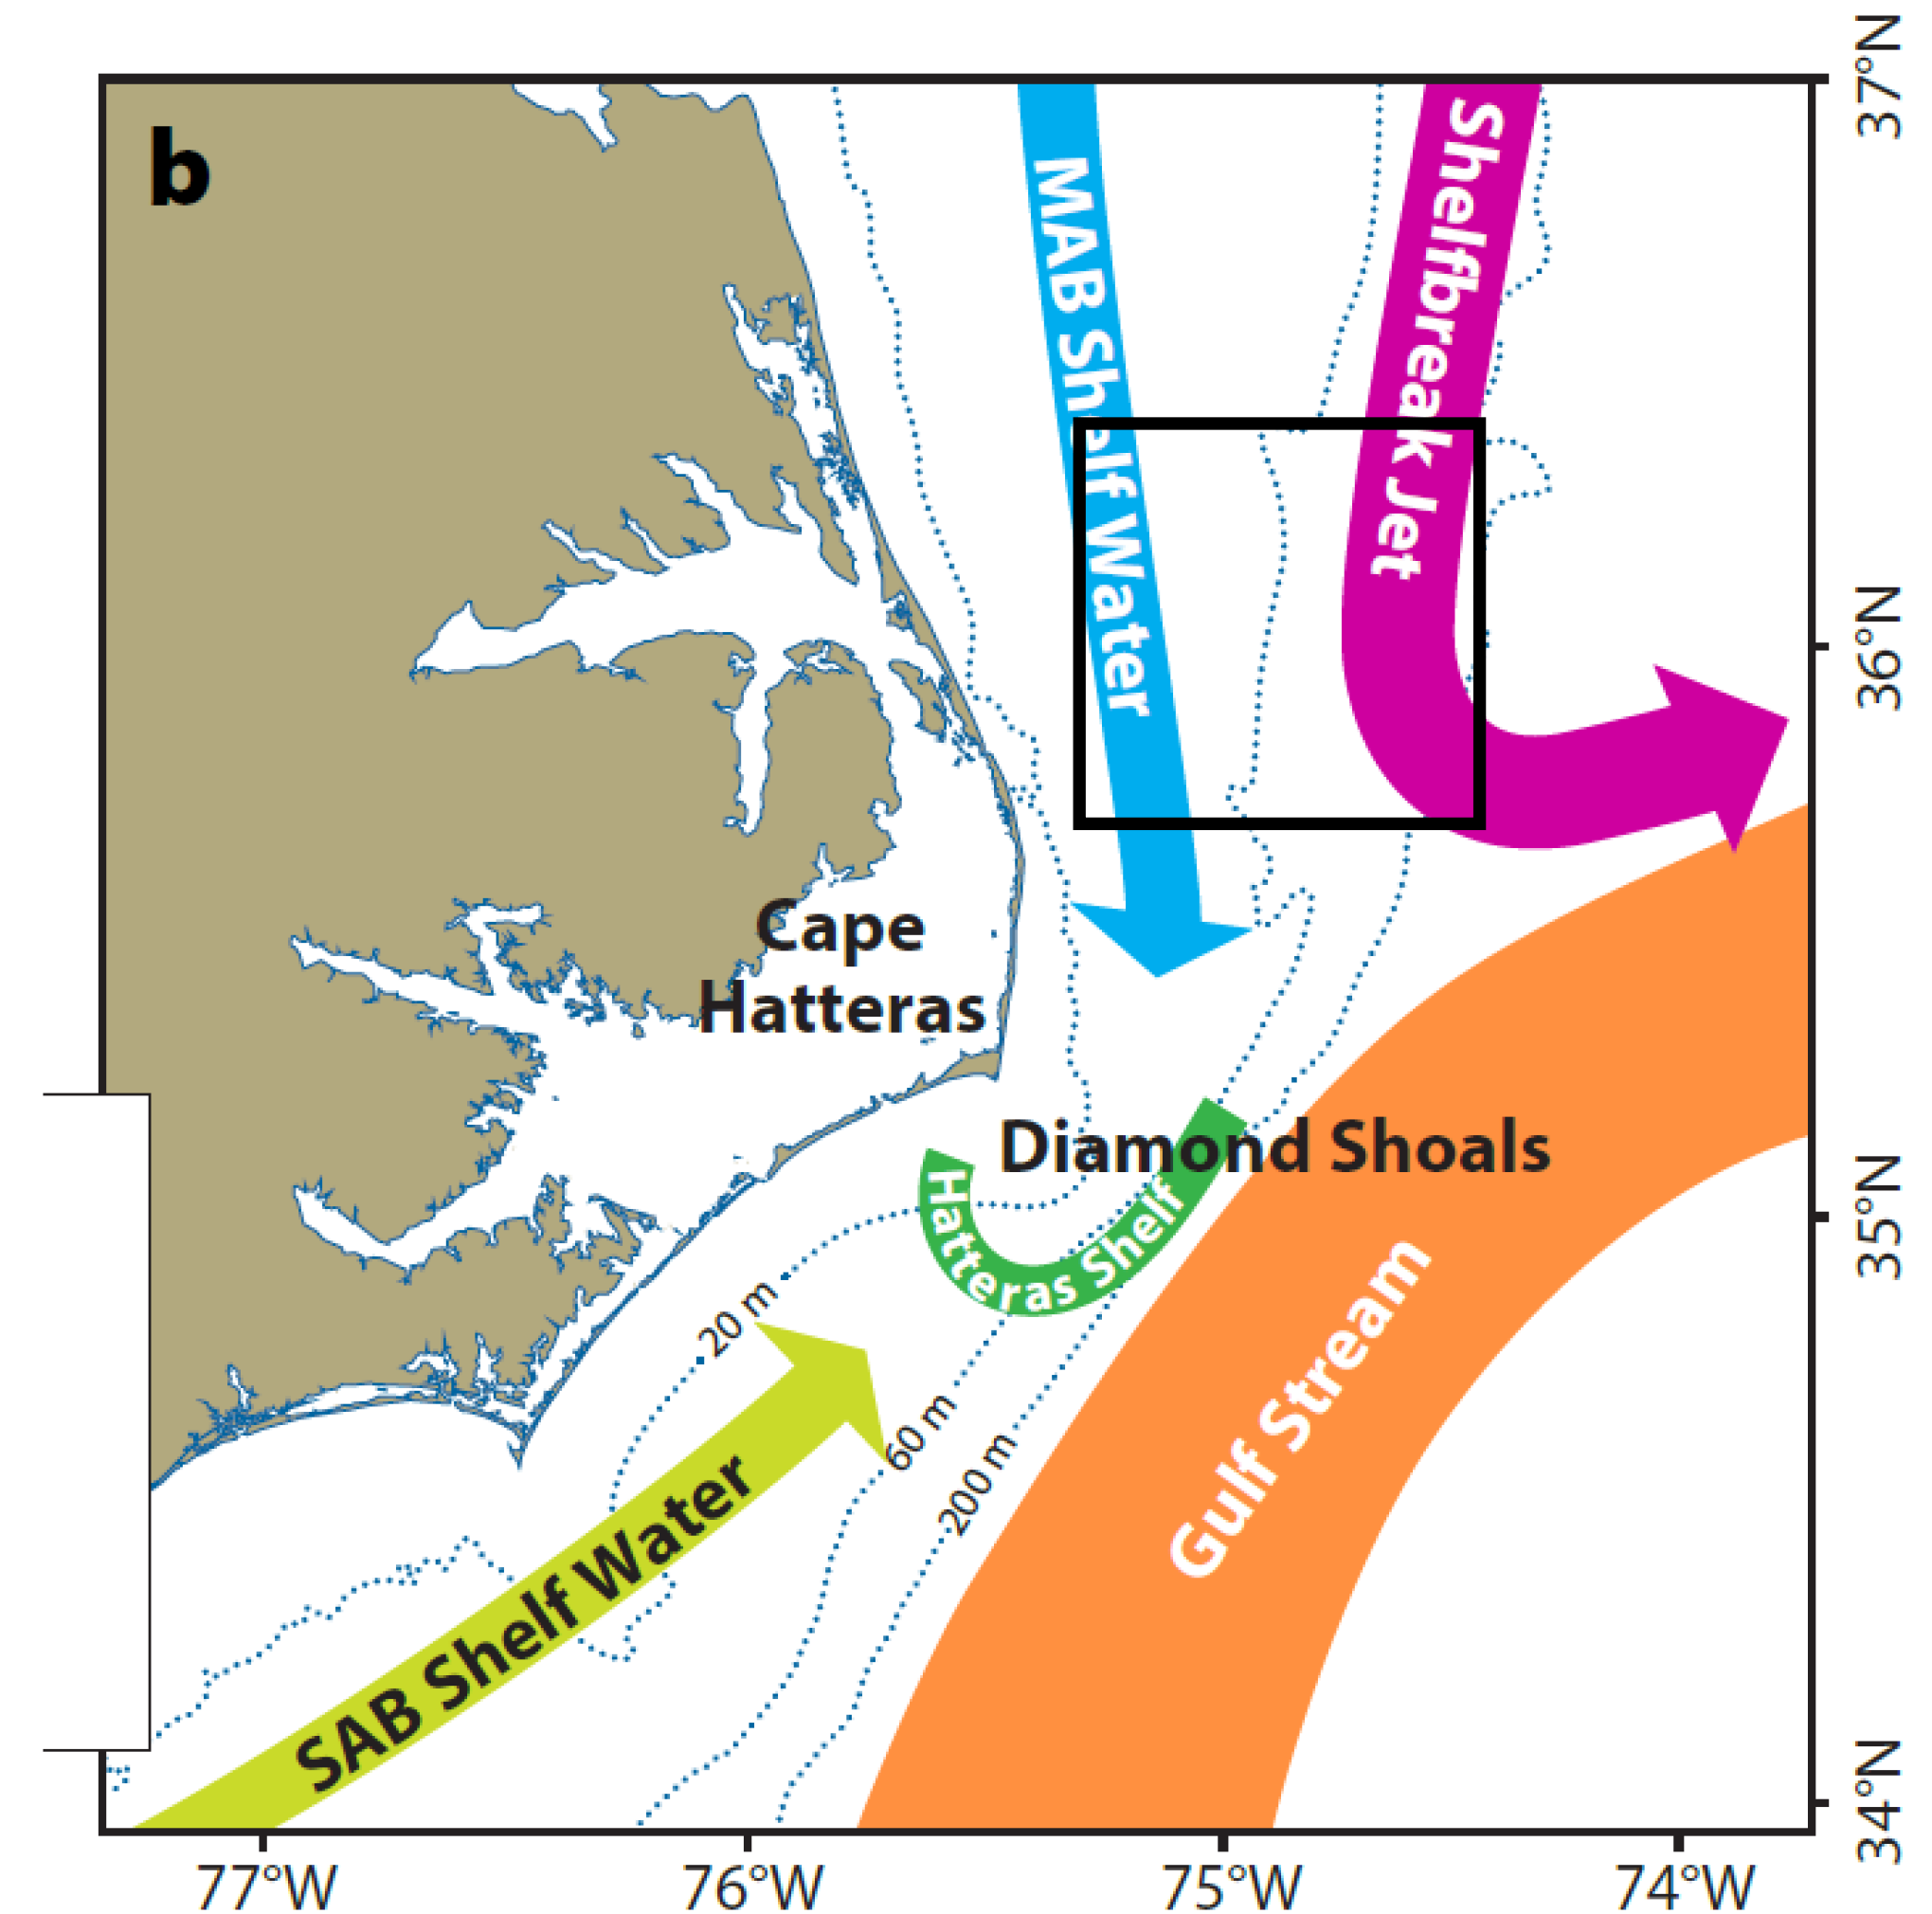 b
37°N
Shelfbreak Jet
MAB Shelf Water
36°N
Cape
Hatteras
Diamond Shoals
Hatteras Shelf
35°N
20 m
60 m
200 m
Gulf Stream
SAB Shelf Water
34°N
77°W
76°W
75°W
74°W